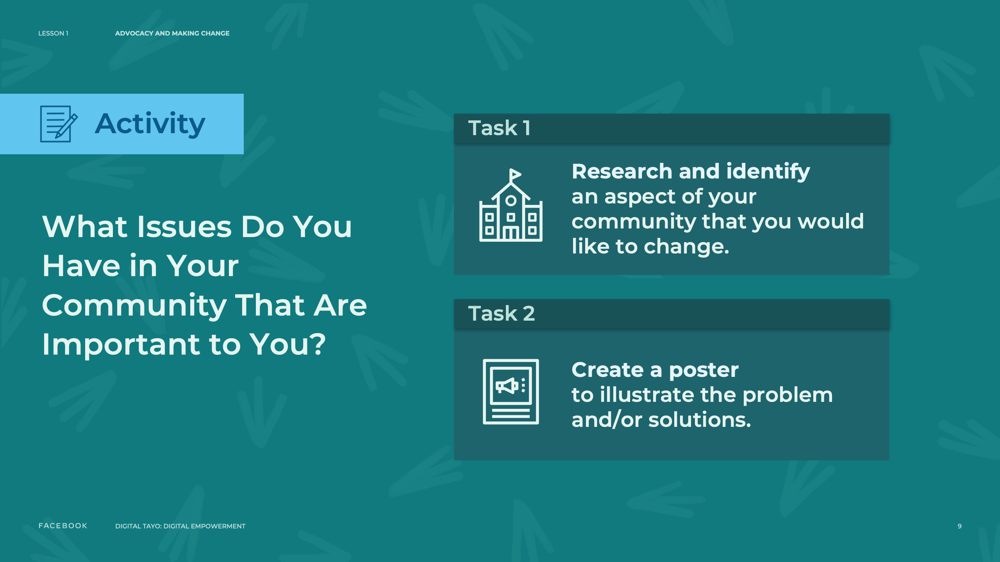 LESSON 1
ADVOCACY AND MAKING CHANGE
Activity
What Issues Do You
Have in Your
Community That Are
Important to You?
Task 1
Research and identify
an aspect of your
community that you would
like to change.
Task 2
Create a poster
to illustrate the problem
and/or solutions.
FACEBOOK
DIGITAL TAYO: DIGITAL EMPOWERMENT
9